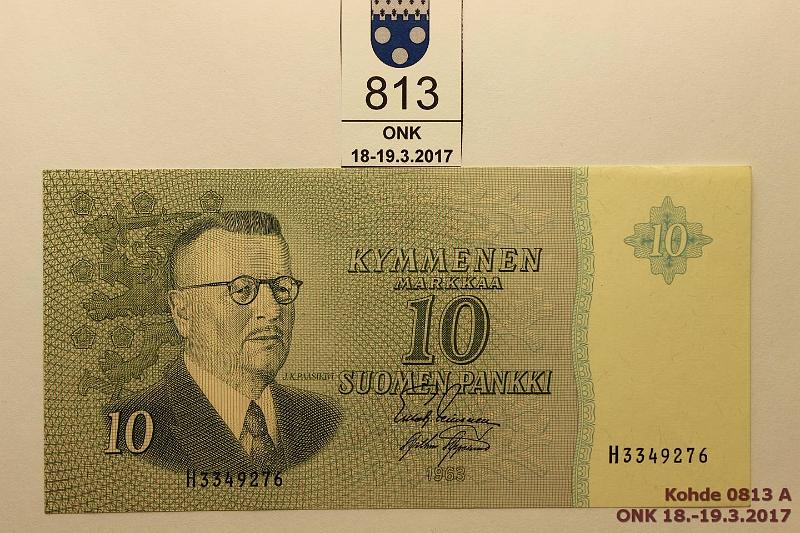 813
ONK
18-19.3.2017
10
KYMMENEN
MARKKAA
10
J.K. PAASIKIVI
SUOMEN PANKKI
10
H3349276
1963
H3349276
Kohde 0813 A
ONK 18.-19.3.2017